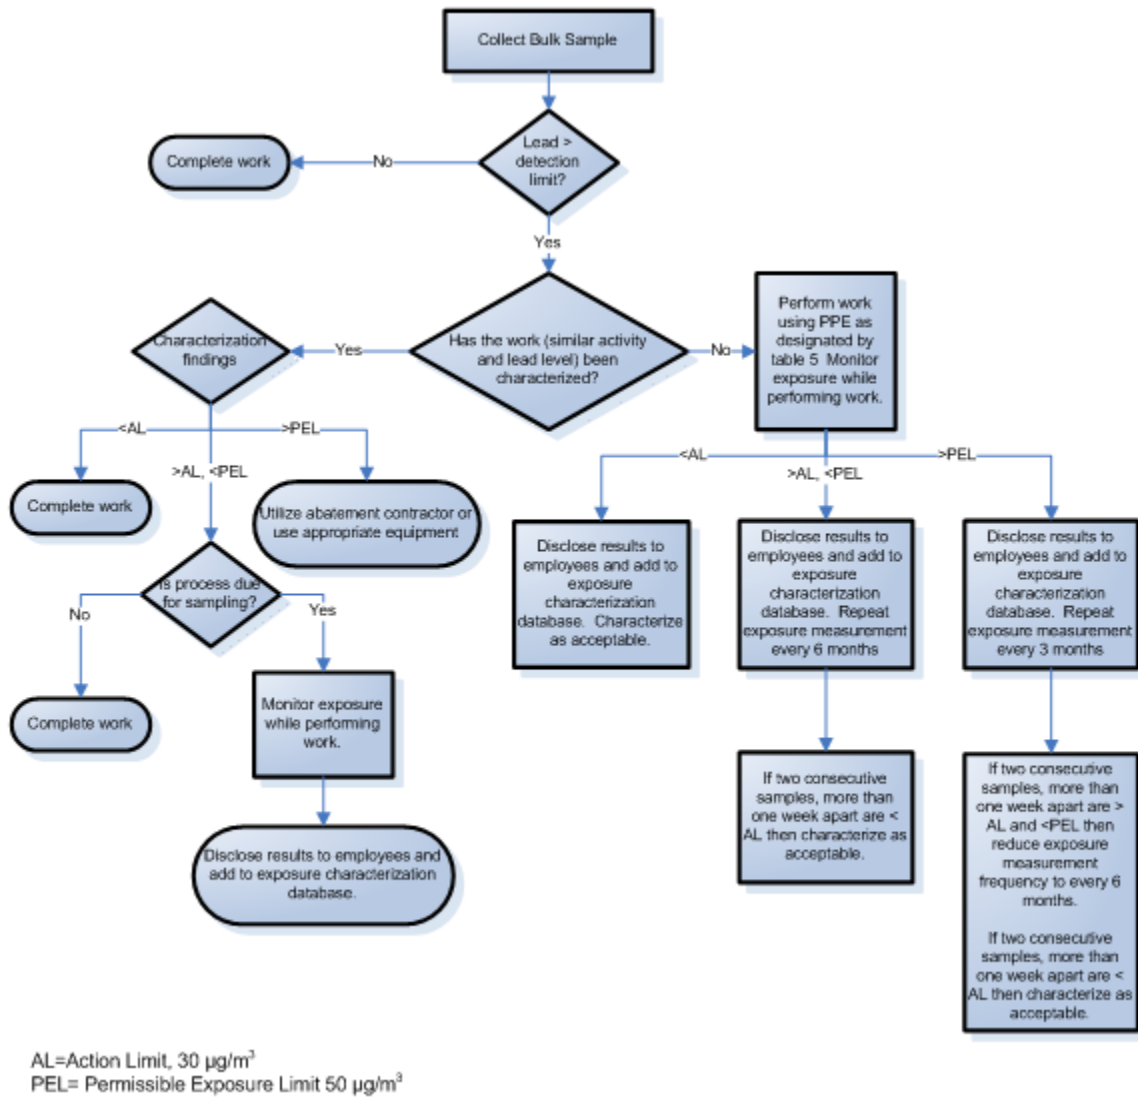 Collect Bulk Sample
Lead >
detection
limit?
No
Complete work
Yes
Has the work (similar activity
and lead level) been
characterized?
Yes
Characterization
findings
No
Perform work
using PPE as
designated by
table 5  Monitor
exposure while
performing work.
<AL
>AL, <PEL
>PEL
Complete work
Utilize abatement contractor or
use appropriate equipment
Is process due
for sampling?
No
Yes
Complete work
Monitor exposure
while performing
work.
Disclose results to employees and
add to exposure characterization
database.
<AL
>AL, <PEL
>PEL
Disclose results to
employees and add to
exposure
characterization
database.  Characterize
as acceptable.
Disclose results to
employees and add to
exposure
characterization
database.  Repeat
exposure measurement
every 6 months
Disclose results to
employees and add to
exposure
characterization
database.  Repeat
exposure measurement
every 3 months
If two consecutive
samples, more than
one week apart are <
AL then characterize as
acceptable.
If two consecutive
samples, more than
one week apart are >
AL and <PEL then
reduce exposure
measurement
frequency to every 6
months.
If two consecutive
samples, more than
one week apart are <
AL then characterize as
acceptable.
AL=Action Limit, 30 µg/m³
PEL= Permissible Exposure Limit 50 µg/m³